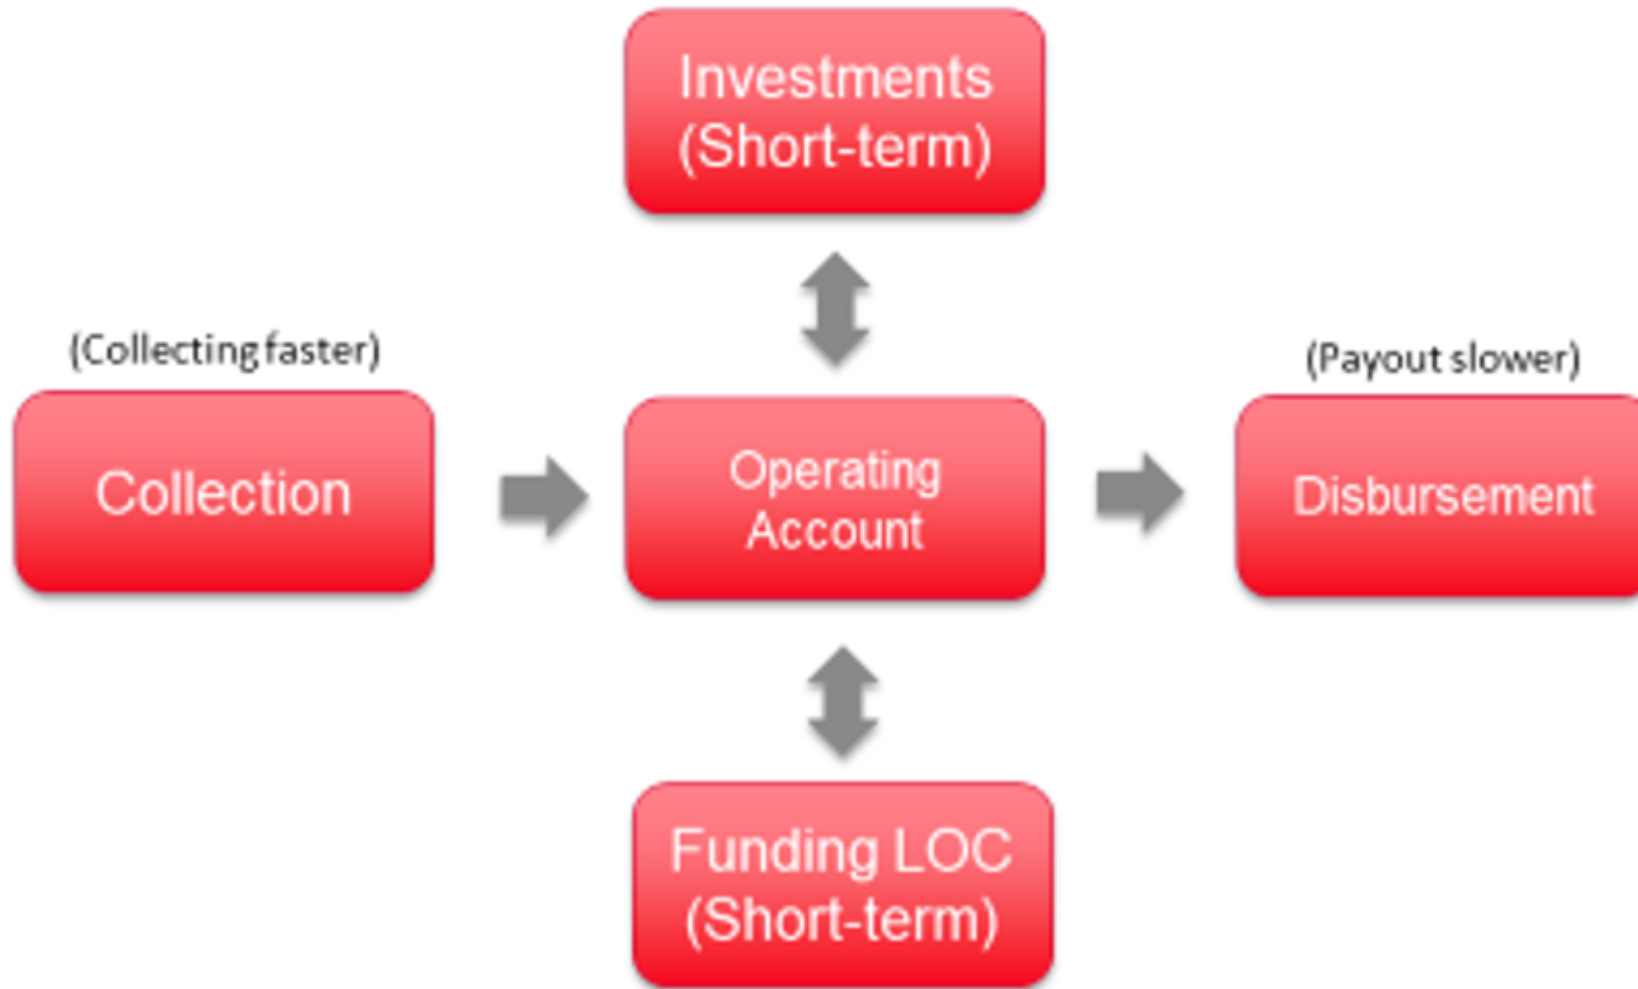 Investments
(Short-term)
(Collecting faster)
(Payout slower)
Collection
Operating
Account
Disbursement
Funding LOC
(Short-term)